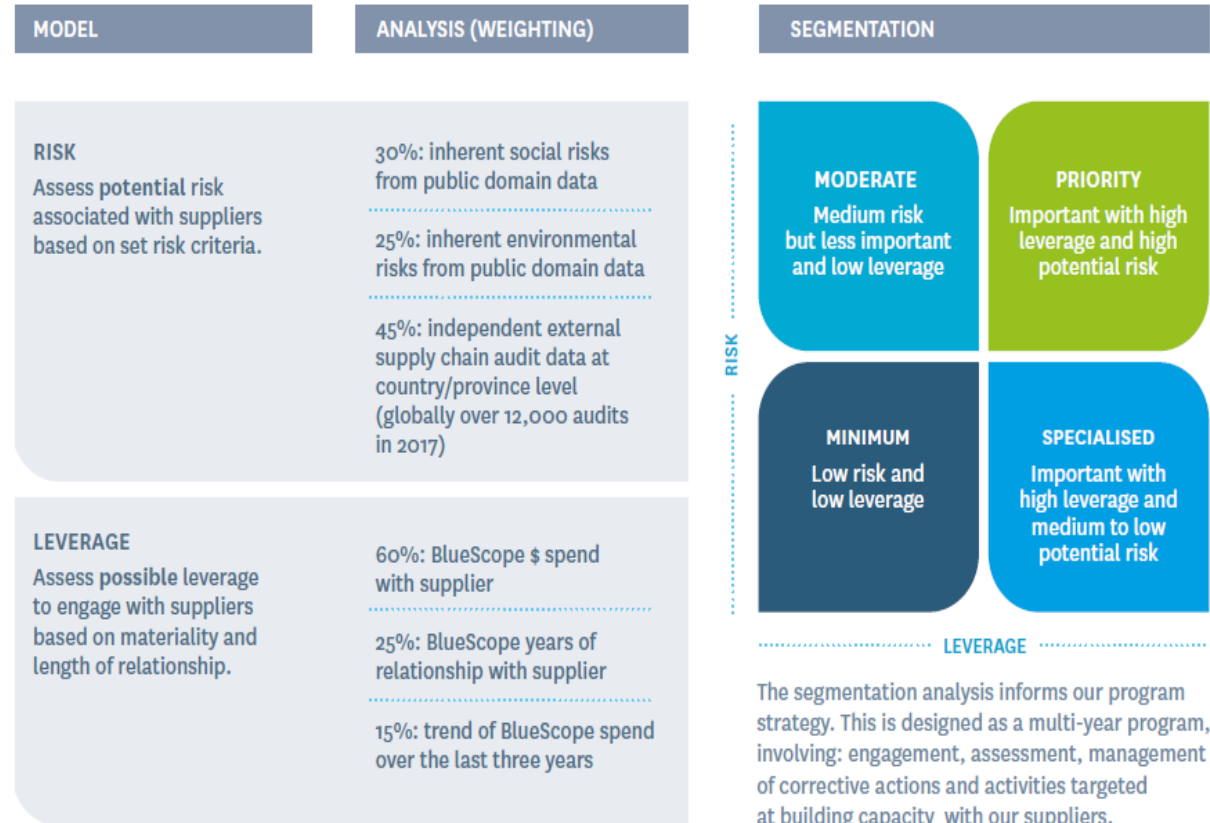 MODEL
ANALYSIS (WEIGHTING)
SEGMENTATION
RISK
Assess potential risk
associated with suppliers
based on set risk criteria.
30%: inherent social risks
from public domain data
25%: inherent environmental
risks from public domain data
45%: independent external
supply chain audit data at
country/province level
(globally over 12,000 audits
in 2017)
LEVERAGE
Assess possible leverage
to engage with suppliers
based on materiality and
length of relationship.
60%: BlueScope $ spend
with supplier
25%: BlueScope years of
relationship with supplier
15%: trend of BlueScope spend
over the last three years
RISK
MODERATE
Medium risk
but less important
and low leverage
PRIORITY
Important with high
leverage and high
potential risk
MINIMUM
Low risk and
low leverage
SPECIALISED
Important with
high leverage and
medium to low
potential risk
LEVERAGE
The segmentation analysis informs our program
strategy. This is designed as a multi-year program,
involving: engagement, assessment, management
of corrective actions and activities targeted
at building capacity with our suppliers.